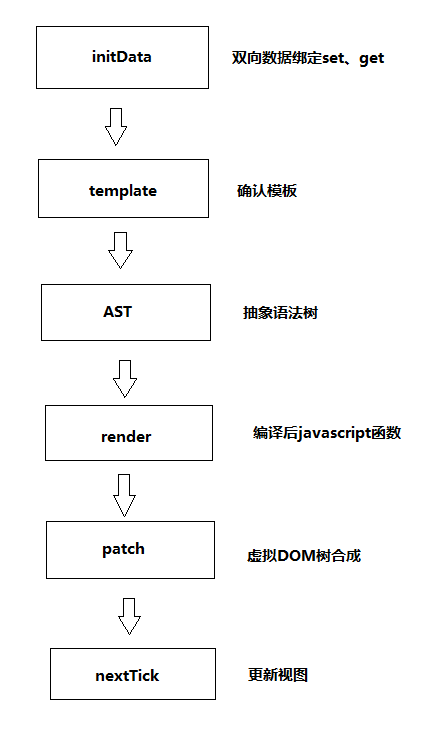 initData 双向数据绑定set、get
template 确认模板
AST 抽象语法树
render 编译后javascript函数
patch 虚拟DOM树合成
nextTick 更新视图